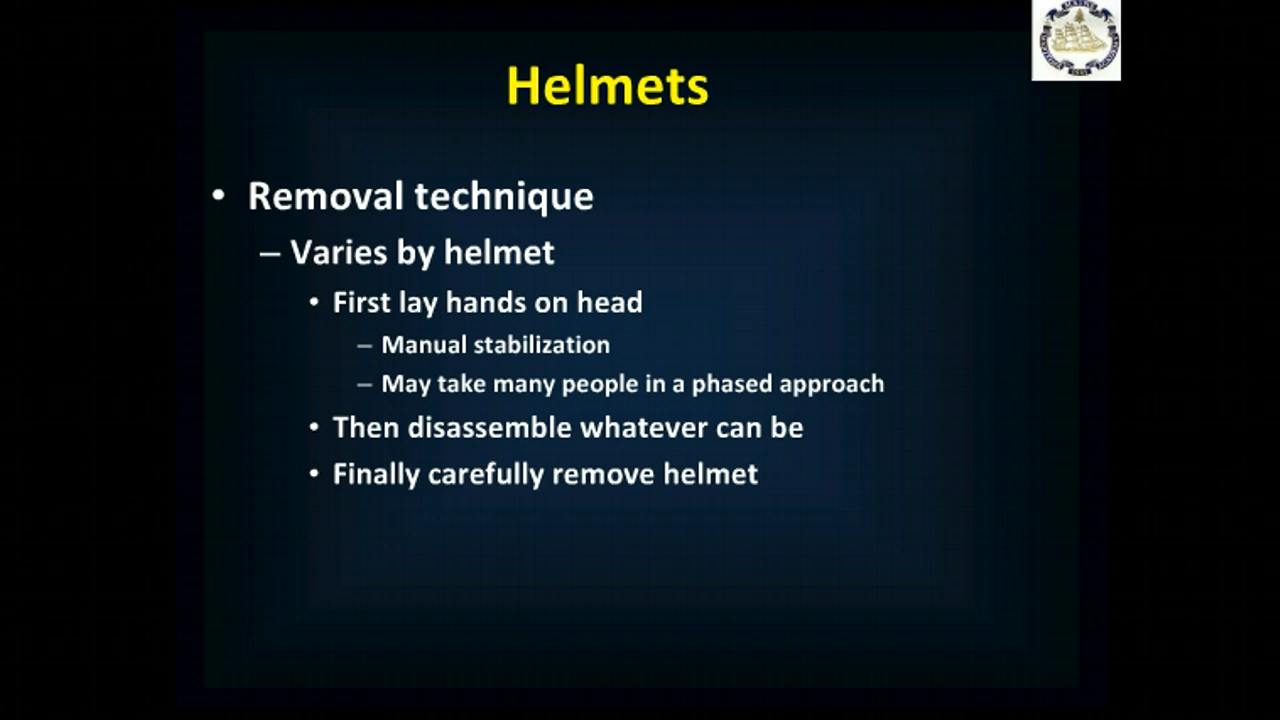 Helmets
• Removal technique
– Varies by helmet
• First lay hands on head
– Manual stabilization
– May take many people in a phased approach
• Then disassemble whatever can be
• Finally carefully remove helmet